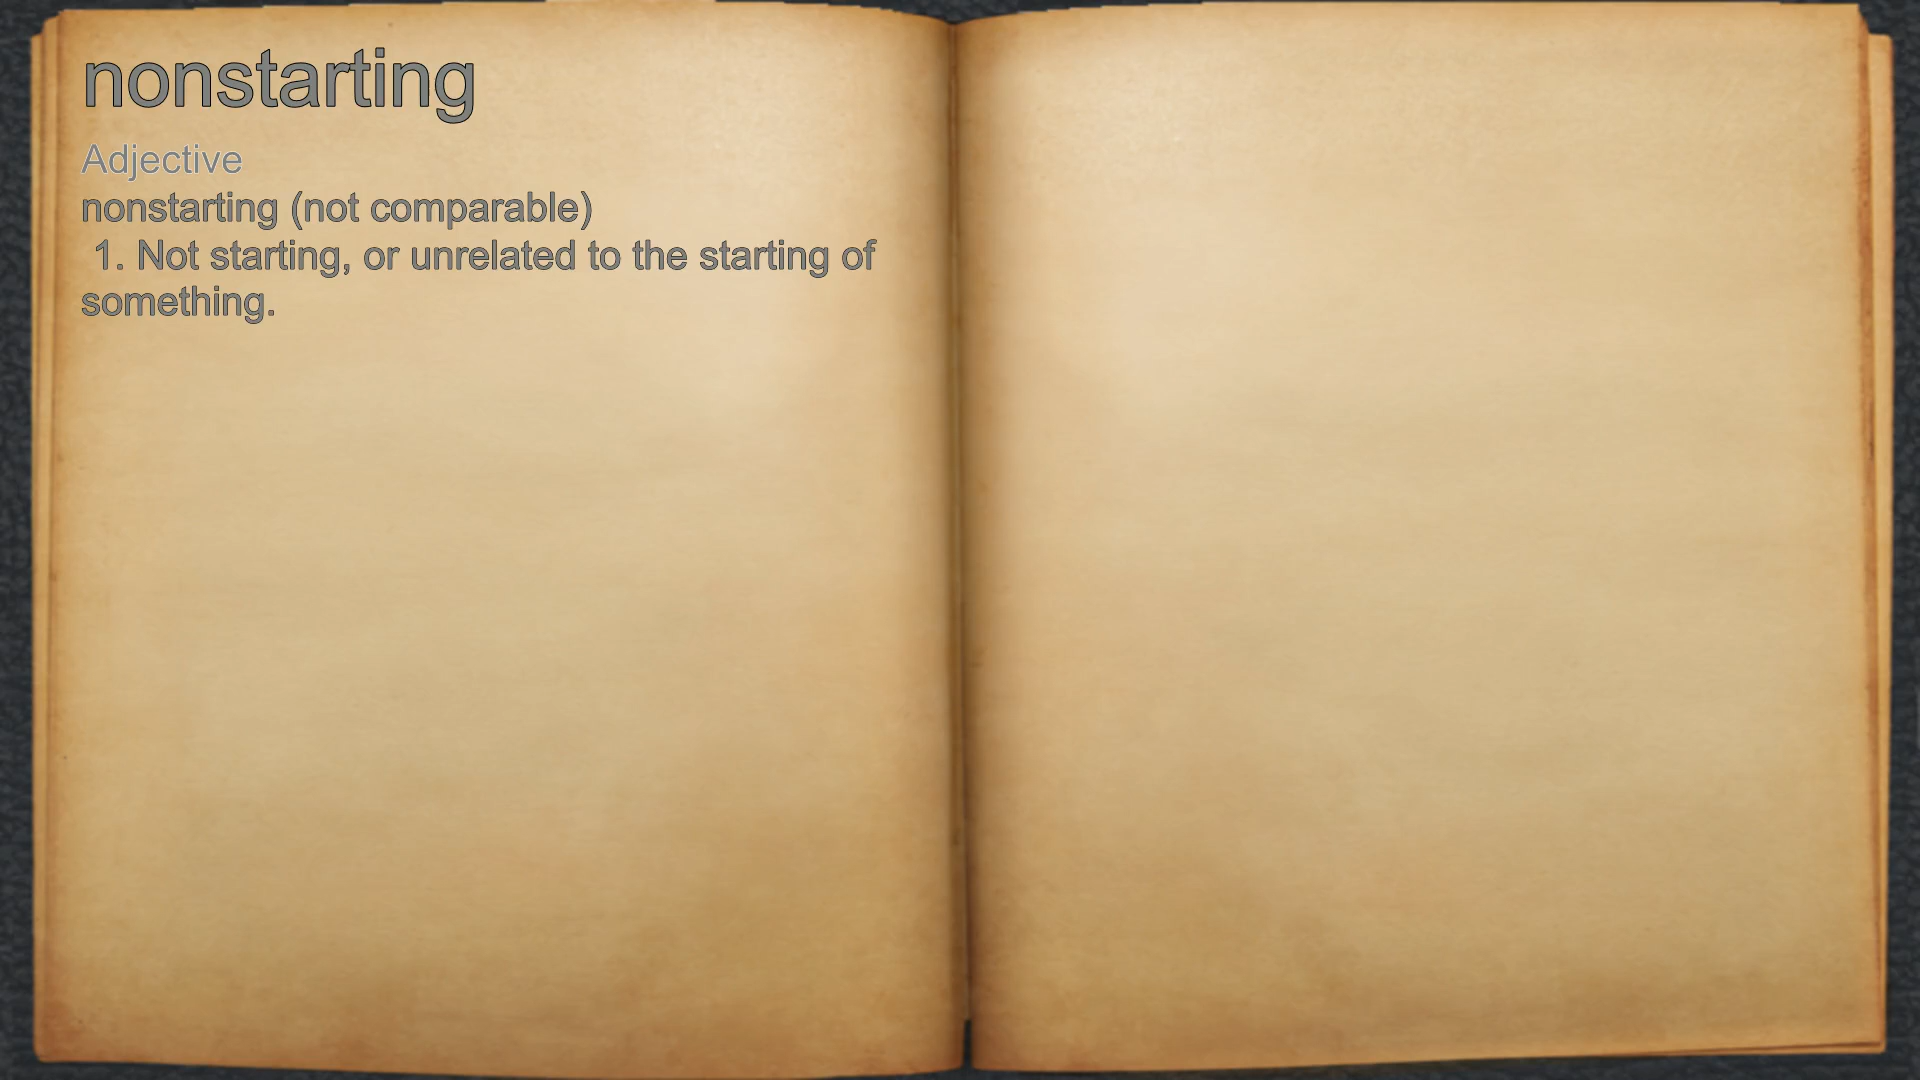 nonstarting
Adjective
nonstarting (not comparable)
1. Not starting, or unrelated to the starting of
something.